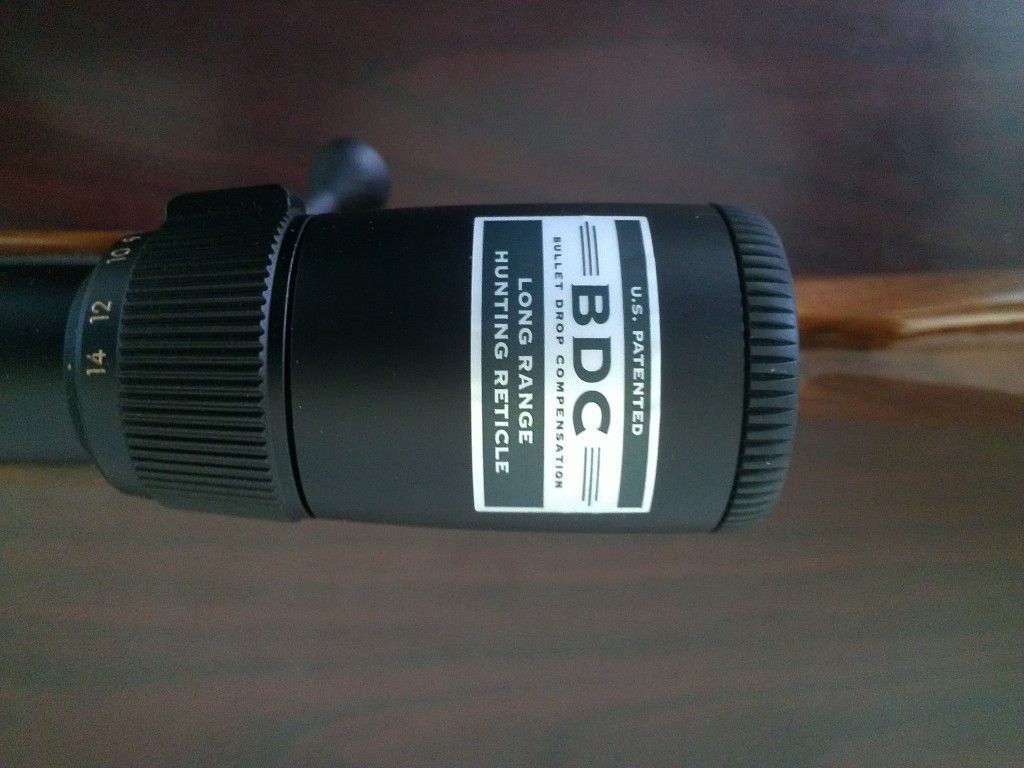 U.S. PATENTED
BDC
BULLET DROP COMPENSATION
LONG RANGE
HUNTING RETICLE
10
12
14